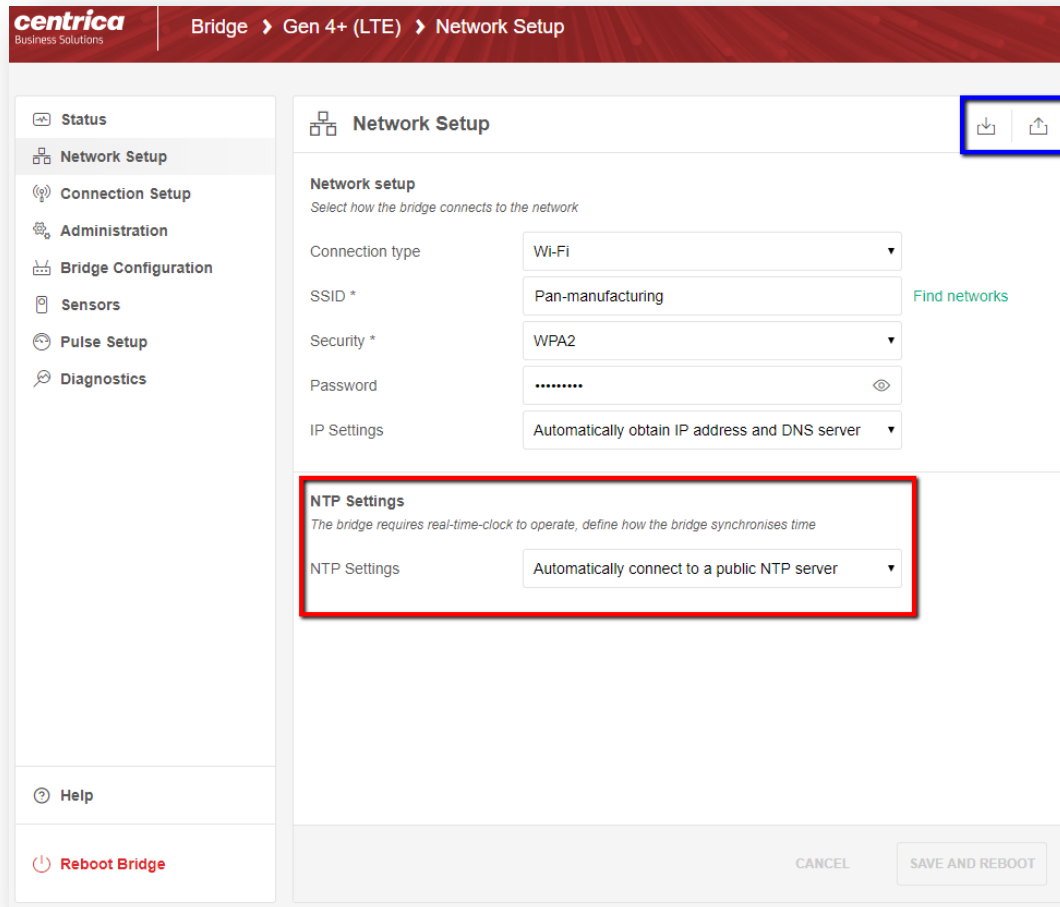 centrica
Business Solutions
Bridge > Gen 4+ (LTE) > Network Setup
Status
Network Setup
Connection Setup
Administration
Bridge Configuration
Sensors
Pulse Setup
Diagnostics
Help
Reboot Bridge
Network Setup
Network setup
Select how the bridge connects to the network
Connection type Wi-Fi
SSID * Pan-manufacturing Find networks
Security * WPA2
Password •••••••••
IP Settings Automatically obtain IP address and DNS server
NTP Settings
The bridge requires real-time-clock to operate, define how the bridge synchronises time
NTP Settings Automatically connect to a public NTP server
CANCEL SAVE AND REBOOT